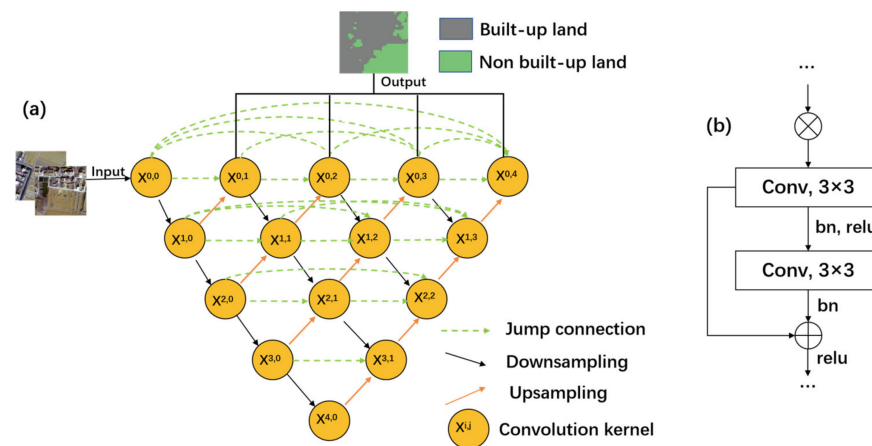 Built-up land
Non built-up land
Output
(a)
(b)
...
Input
X0,0
X0,1
X0,2
X0,3
X0,4
Conv, 3×3
bn, relu
X1,0
X1,1
X1,2
X1,3
Conv, 3×3
bn
X2,0
X2,1
X2,2
relu
...
X3,0
X3,1
X4,0
Jump connection
Downsampling
Upsampling
Xi,j Convolution kernel